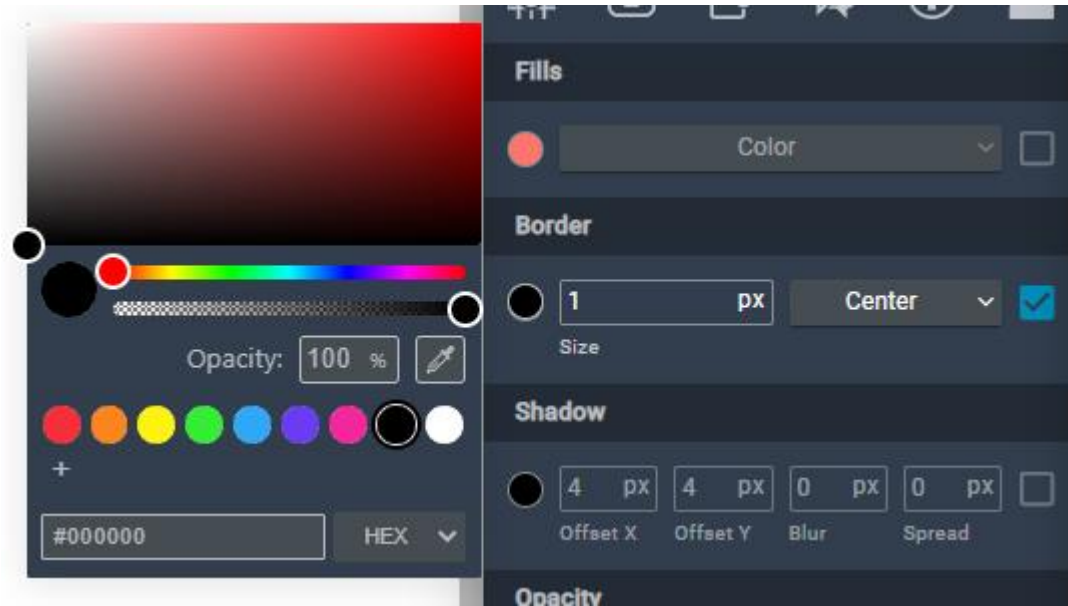 Fills
Color
Border
1 px
Center
Size
Opacity: 100 %
Shadow
4 px
4 px
0 px
0 px
Offset X
Offset Y
Blur
Spread
+
#000000
HEX
Opacity